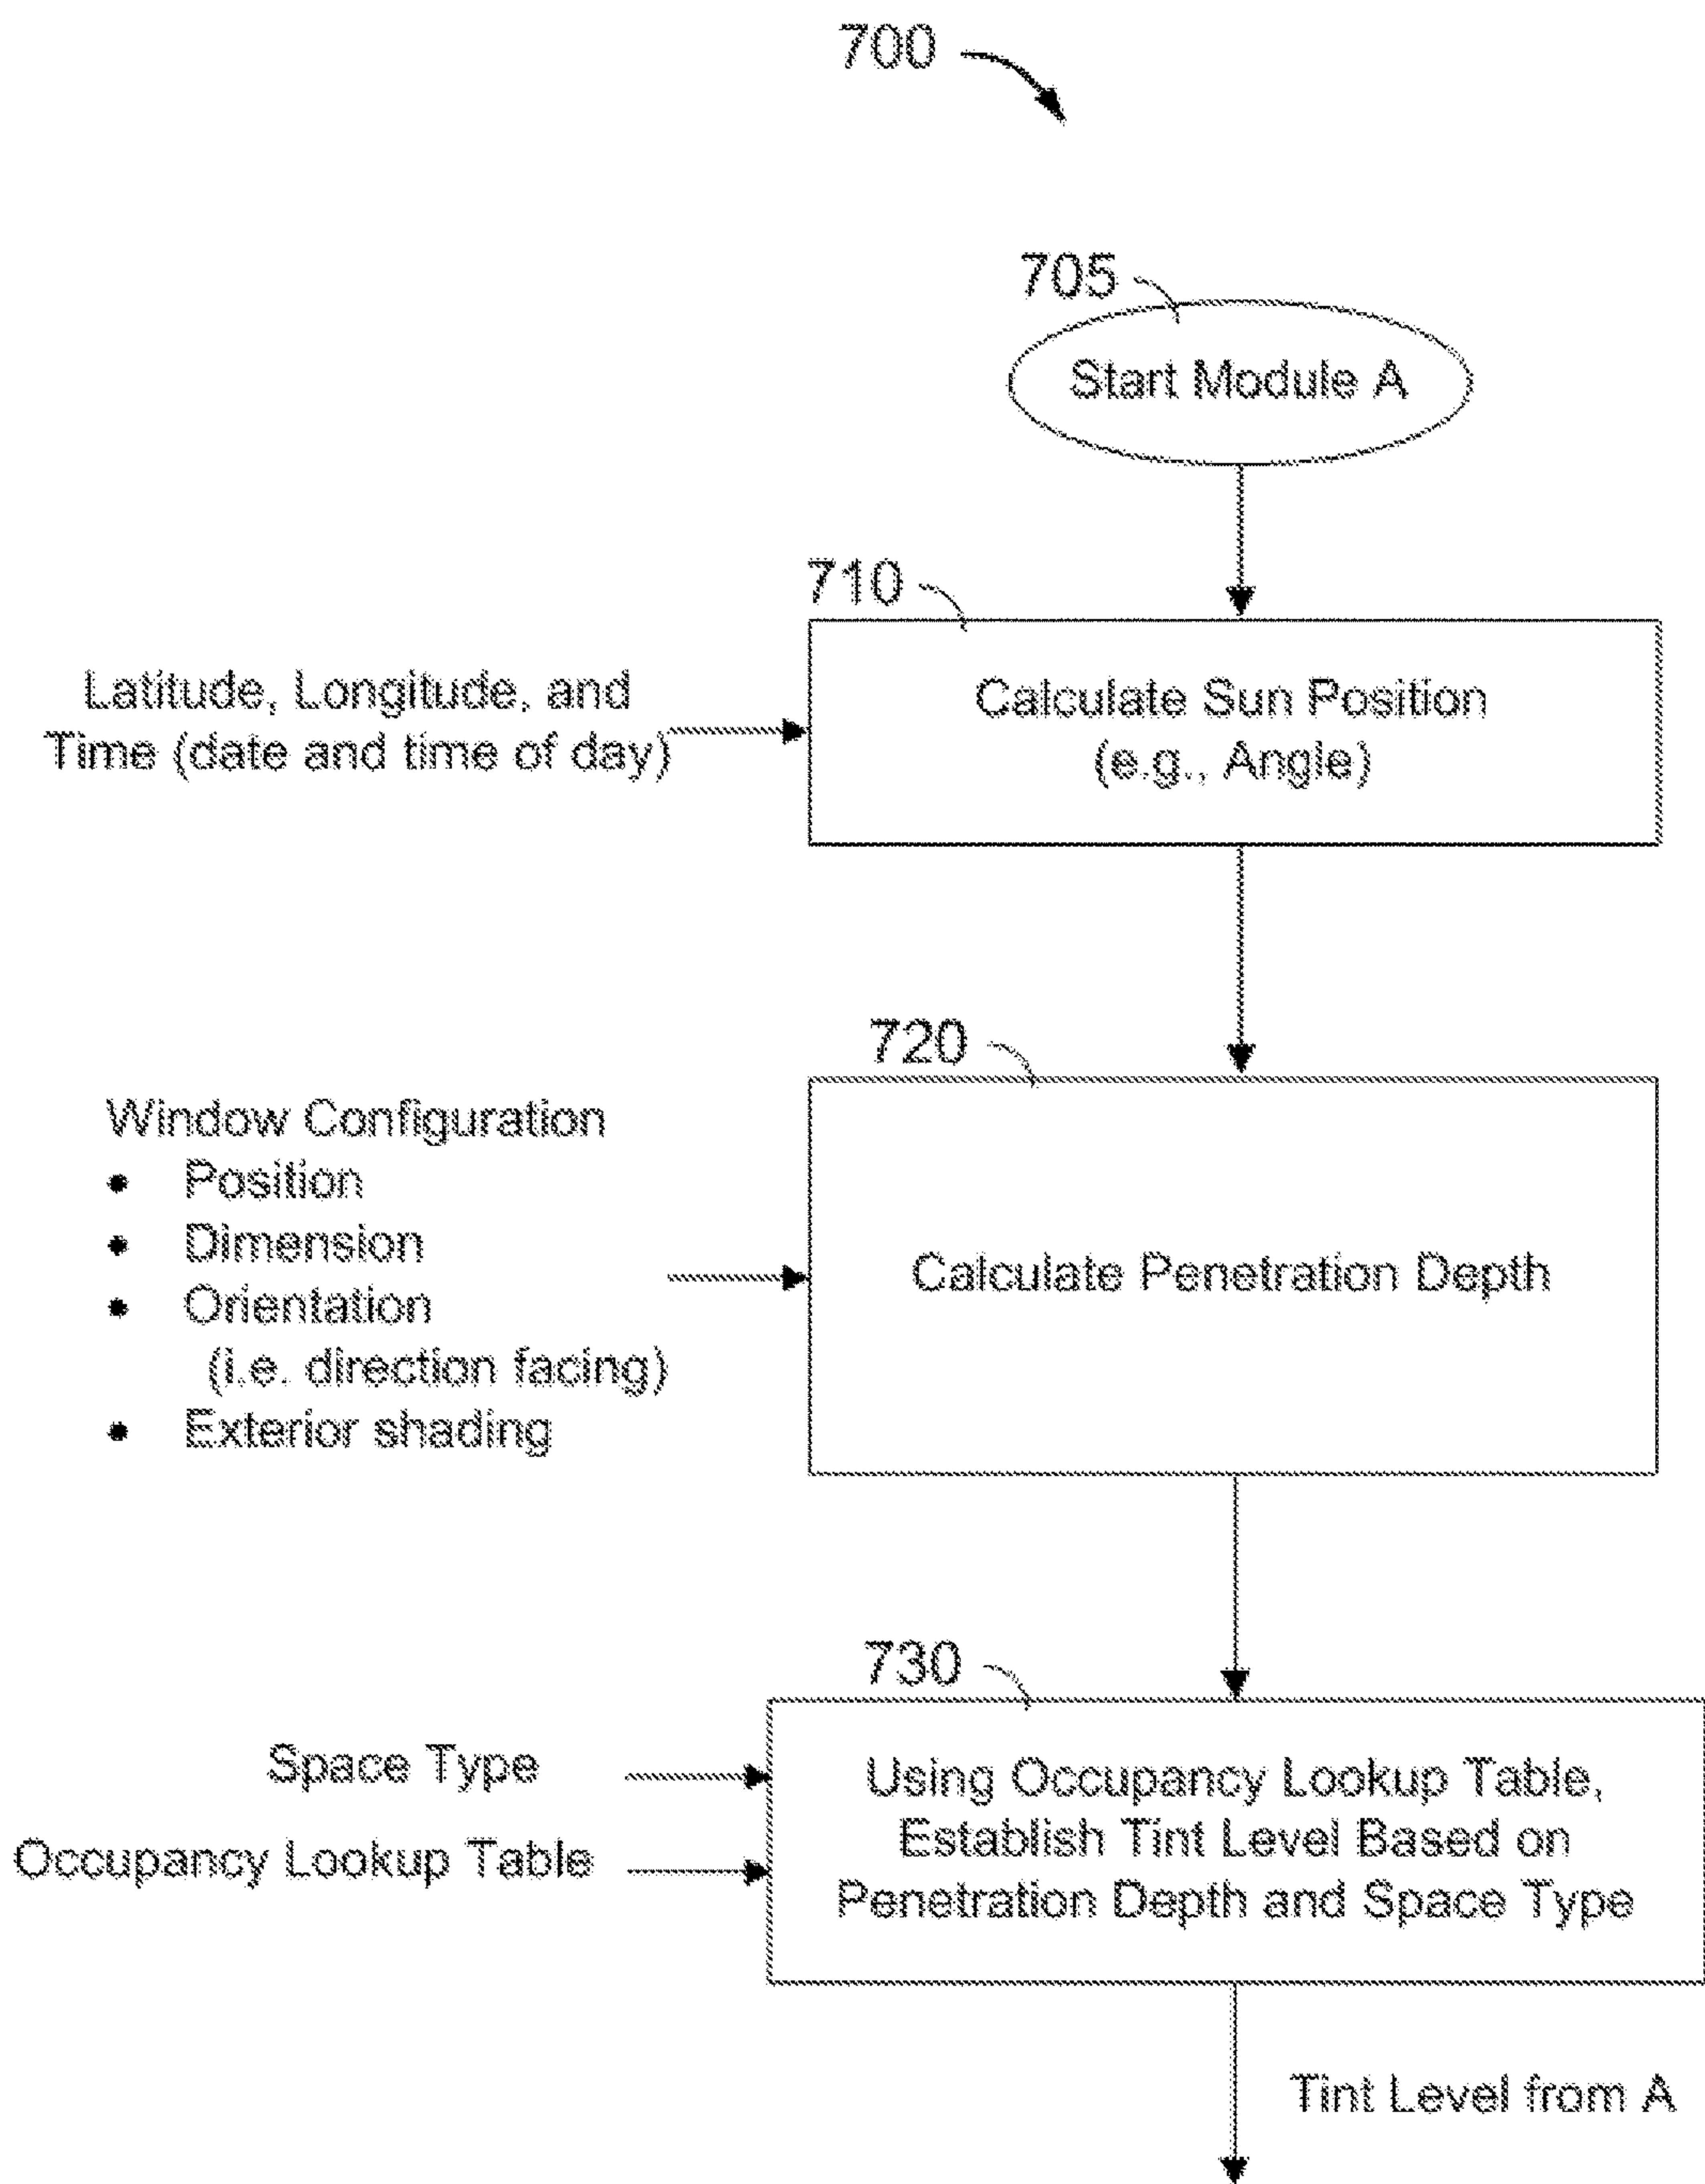 700
705
Start Module A
710
Latitude, Longitude, and
Time (date and time of day)
Calculate Sun Position
(e.g., Angle)
720
Window Configuration
• Position
• Dimension
• Orientation
(i.e. direction facing)
• Exterior shading
Calculate Penetration Depth
730
Space Type
Occupancy Lookup Table
Using Occupancy Lookup Table,
Establish Tint Level Based on
Penetration Depth and Space Type
Tint Level from A